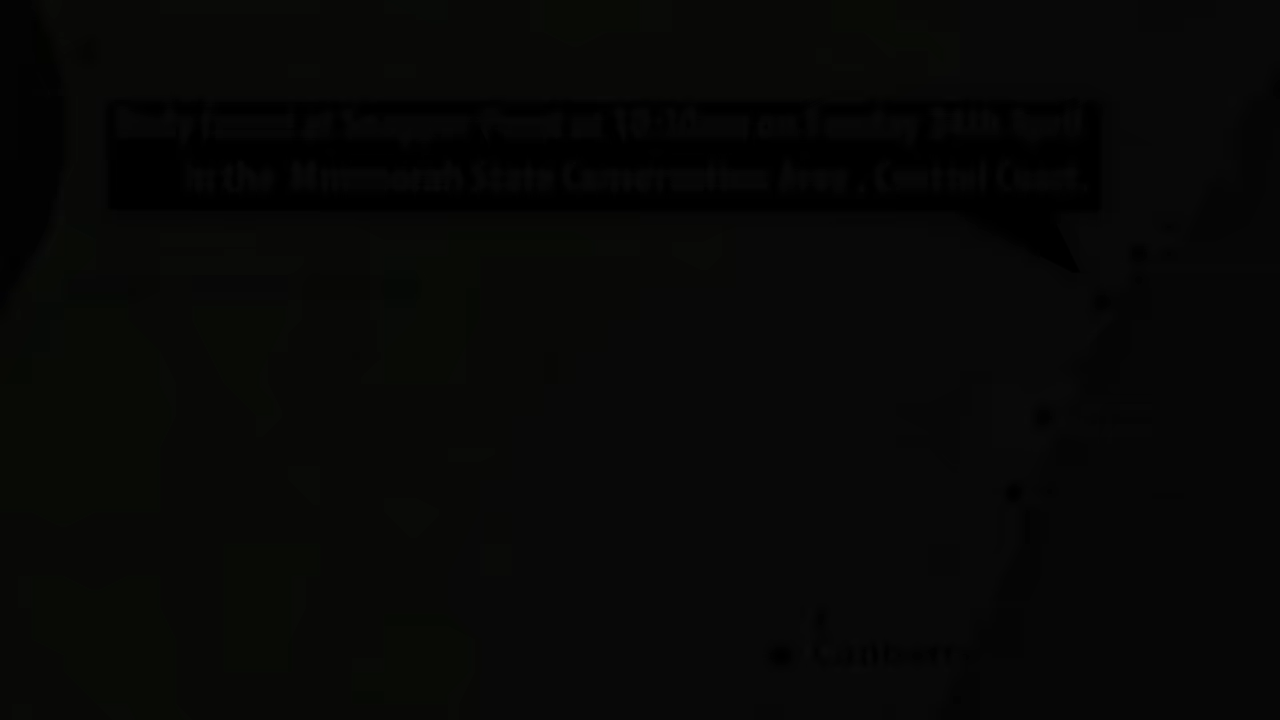 Body found at Snapper Point at 10:30am on Tuesday 24th April
in the Munmorah State Conservation Area , Central Coast.